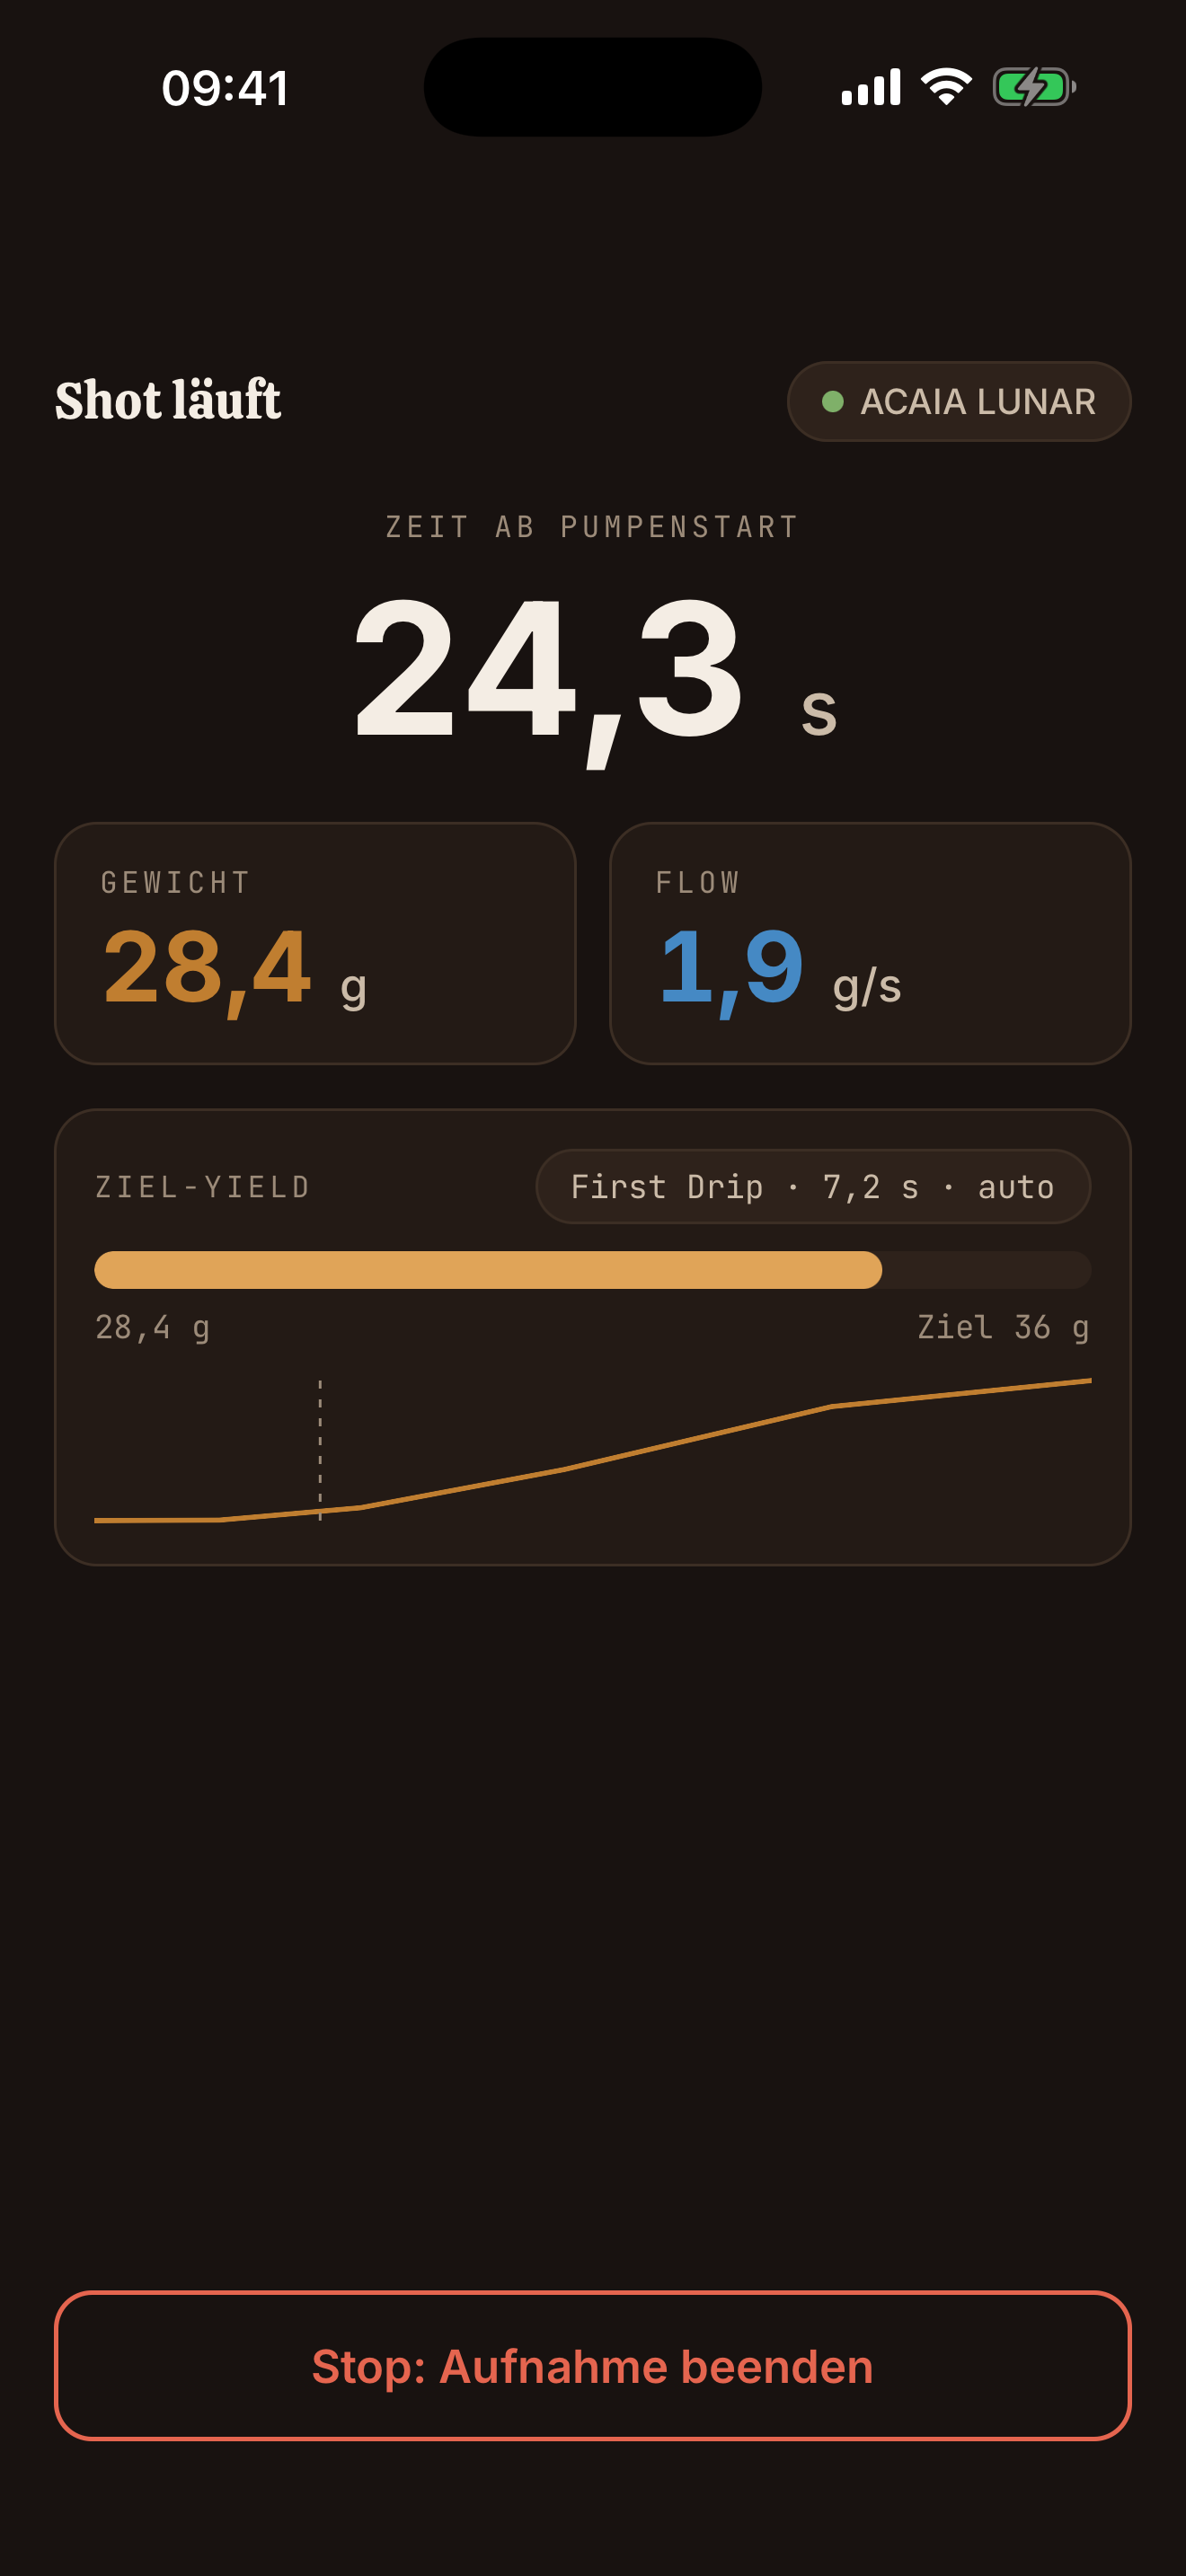 09:41
Shot läuft
ACAIA LUNAR
ZEIT AB PUMPENSTART
24,3 s
GEWICHT
28,4 g
FLOW
1,9 g/s
ZIEL-YIELD
First Drip · 7,2 s · auto
28,4 g
Ziel 36 g
Stop: Aufnahme beenden